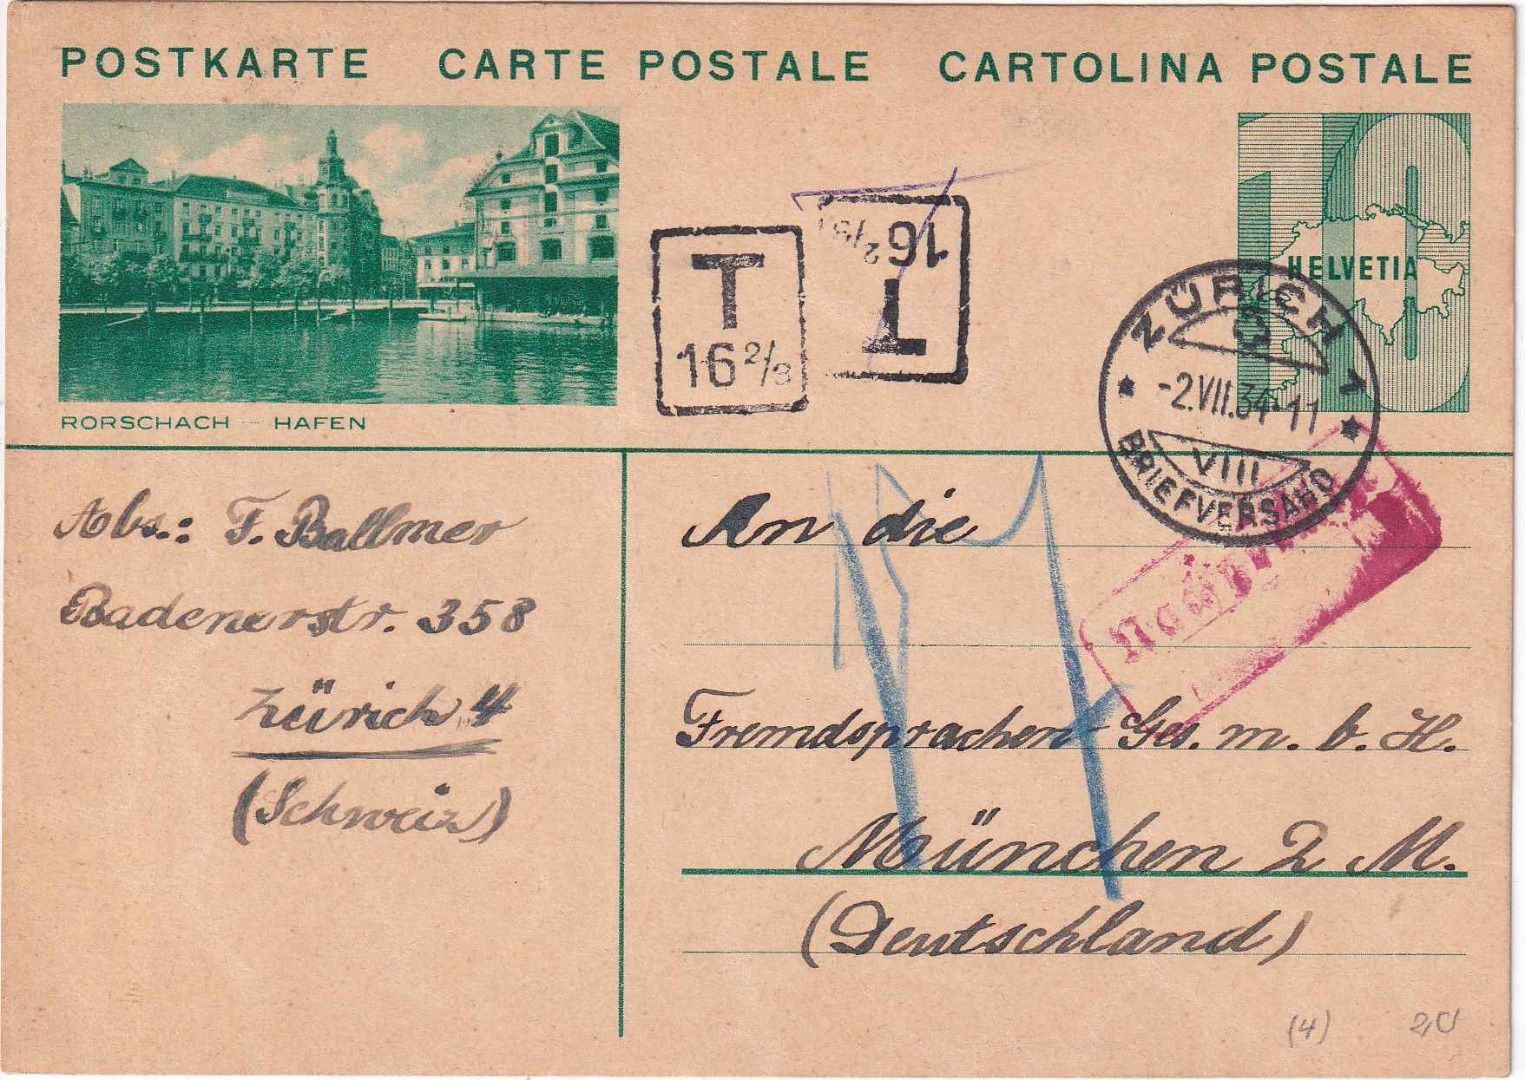 POSTKARTE CARTE POSTALE CARTOLINA POSTALE
HELVETIA
T
16 2/3
T
16 2/3
ZÜRICH 1
-2.VII.34-11
VIII
BRIEFVERSAND
RORSCHACH - HAFEN
Abs.: F. Ballmer
Badenerstr. 358
Zürich 4
(Schweiz)
An die
Fremdsprachen Ges. m. b. H.
München 2 M.
(Deutschland)
(4)